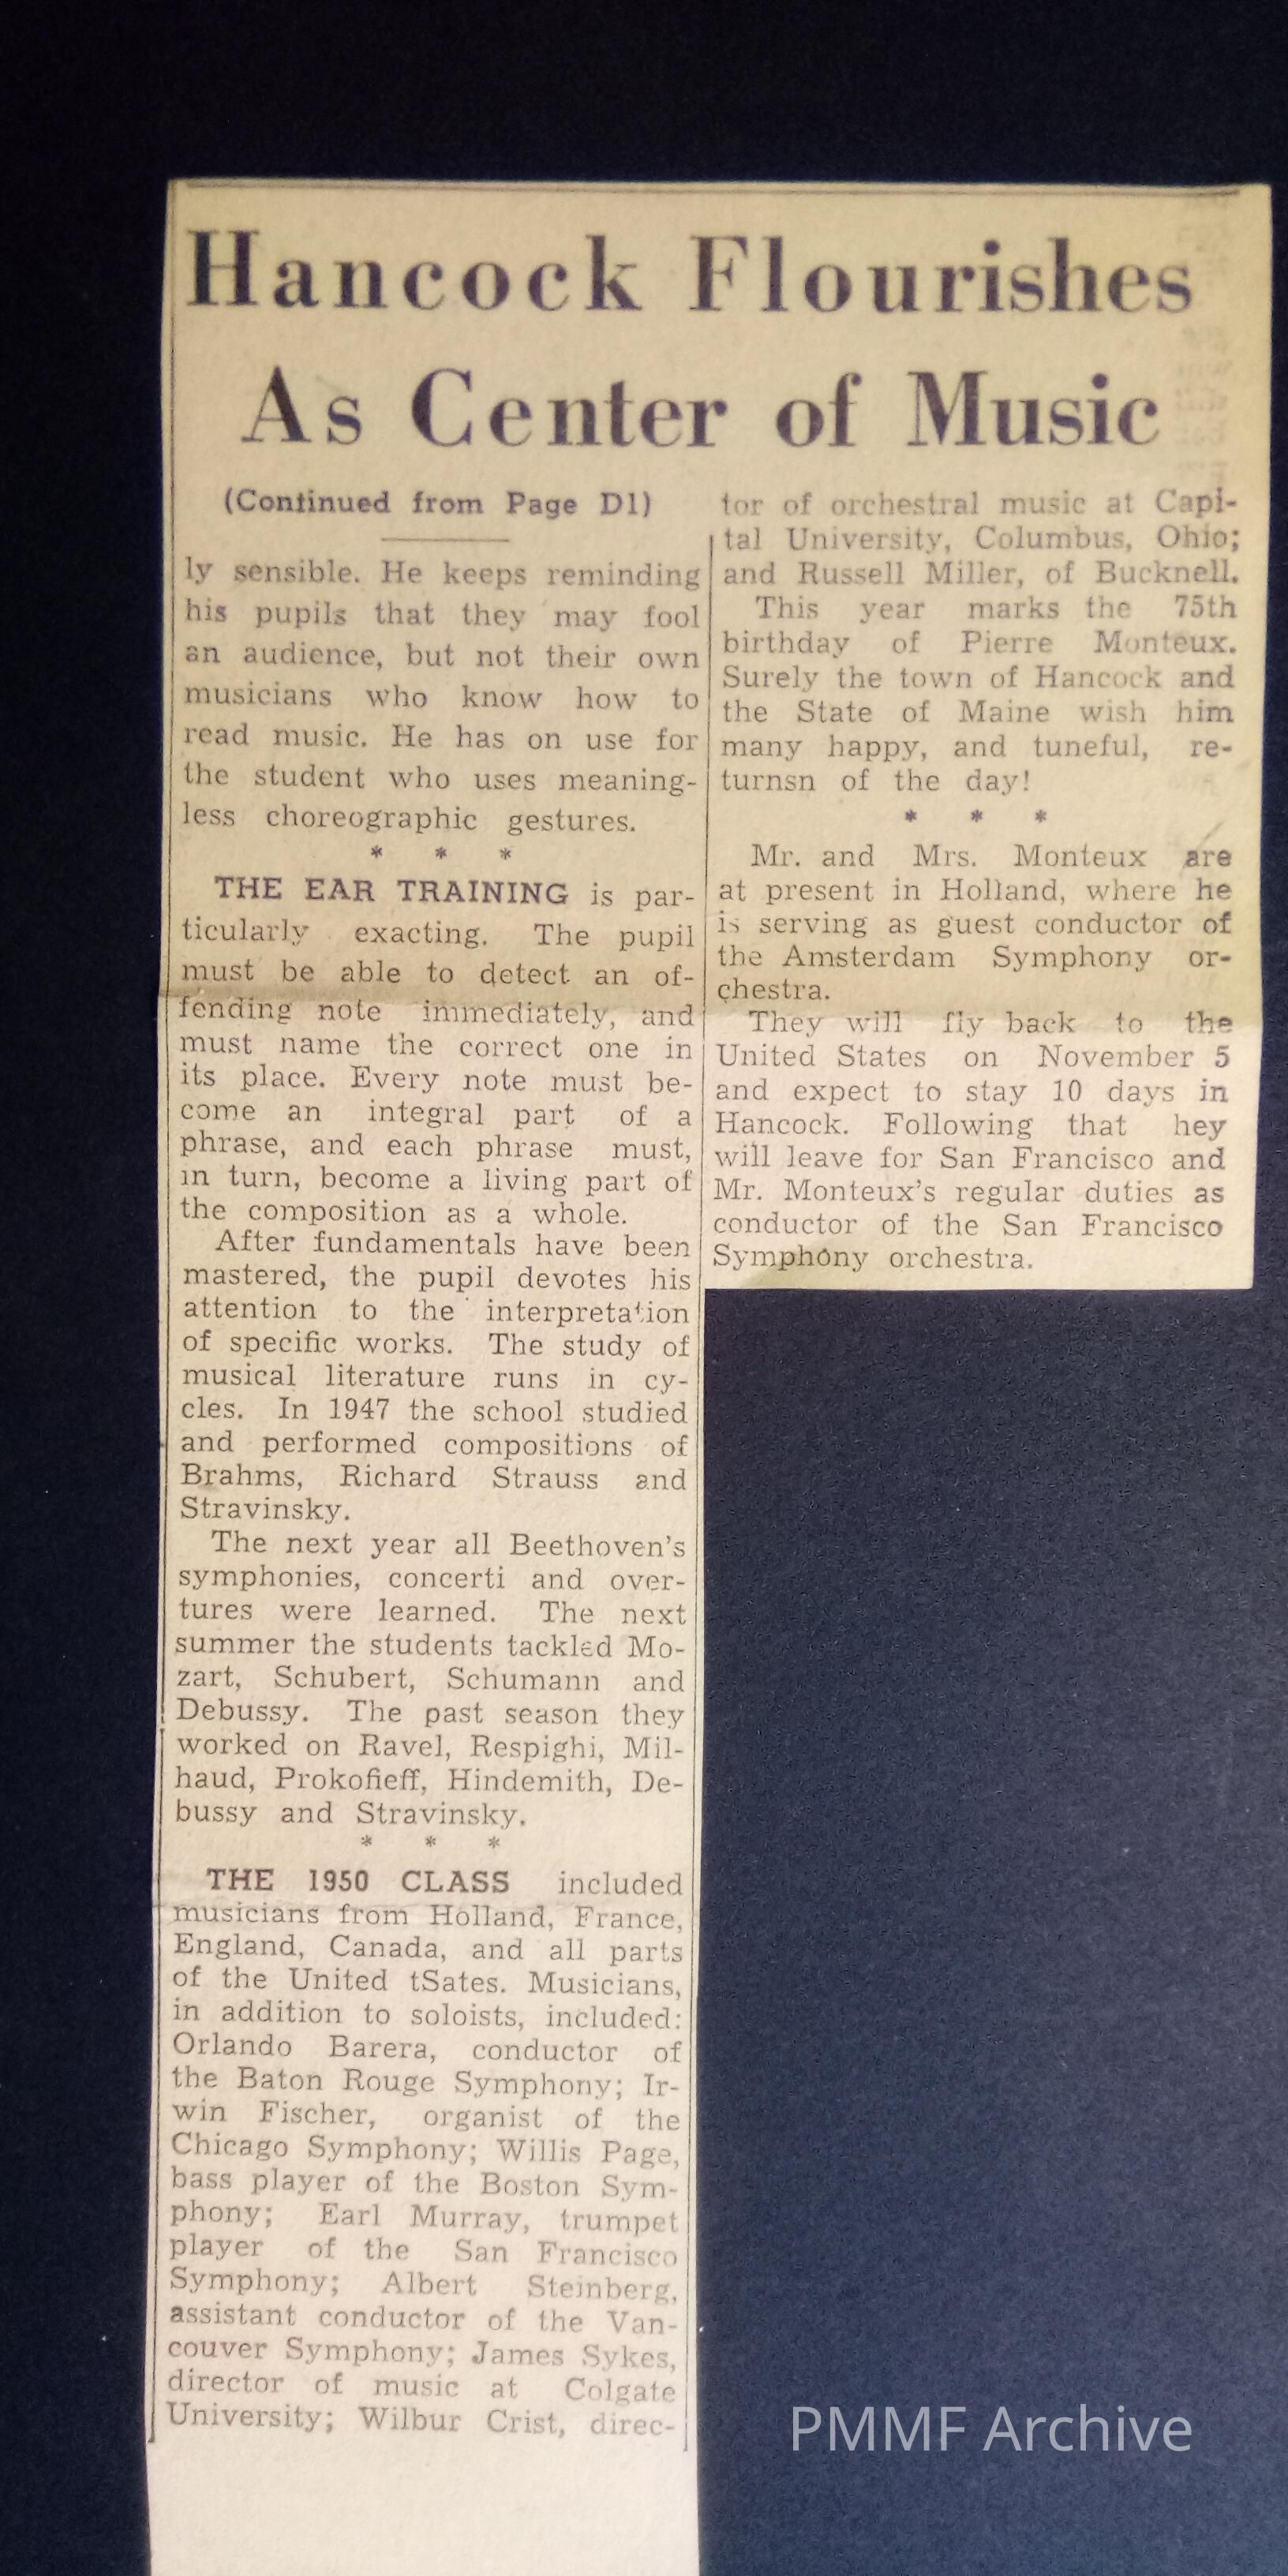 Hancock Flourishes
As Center of Music
(Continued from Page D1)
ly sensible. He keeps reminding
his pupils that they may fool
an audience, but not their own
musicians who know how to
read music. He has on use for
the student who uses meaning-
less choreographic gestures.
* * *
THE EAR TRAINING is par-
ticularly exacting. The pupil
must be able to detect an of-
fending note immediately, and
must name the correct one in
its place. Every note must be-
come an integral part of a
phrase, and each phrase must,
in turn, become a living part of
the composition as a whole.
After fundamentals have been
mastered, the pupil devotes his
attention to the interpretation
of specific works. The study of
musical literature runs in cy-
cles. In 1947 the school studied
and performed compositions of
Brahms, Richard Strauss and
Stravinsky.
The next year all Beethoven's
symphonies, concerti and over-
tures were learned. The next
summer the students tackled Mo-
zart, Schubert, Schumann and
Debussy. The past season they
worked on Ravel, Respighi, Mil-
haud, Prokofieff, Hindemith, De-
bussy and Stravinsky.
* * *
THE 1950 CLASS included
musicians from Holland, France,
England, Canada, and all parts
of the United tSates. Musicians,
in addition to soloists, included:
Orlando Barera, conductor of
the Baton Rouge Symphony; Ir-
win Fischer, organist of the
Chicago Symphony; Willis Page,
bass player of the Boston Sym-
phony; Earl Murray, trumpet
player of the San Francisco
Symphony; Albert Steinberg,
assistant conductor of the Van-
couver Symphony; James Sykes,
director of music at Colgate
University; Wilbur Crist, direc-
tor of orchestral music at Capi-
tal University, Columbus, Ohio;
and Russell Miller, of Bucknell.
This year marks the 75th
birthday of Pierre Monteux.
Surely the town of Hancock and
the State of Maine wish him
many happy, and tuneful, re-
turnsn of the day!
* * *
Mr. and Mrs. Monteux are
at present in Holland, where he
is serving as guest conductor of
the Amsterdam Symphony or-
chestra.
They will fly back to the
United States on November 5
and expect to stay 10 days in
Hancock. Following that hey
will leave for San Francisco and
Mr. Monteux's regular duties as
conductor of the San Francisco
Symphony orchestra.
PMMF Archive